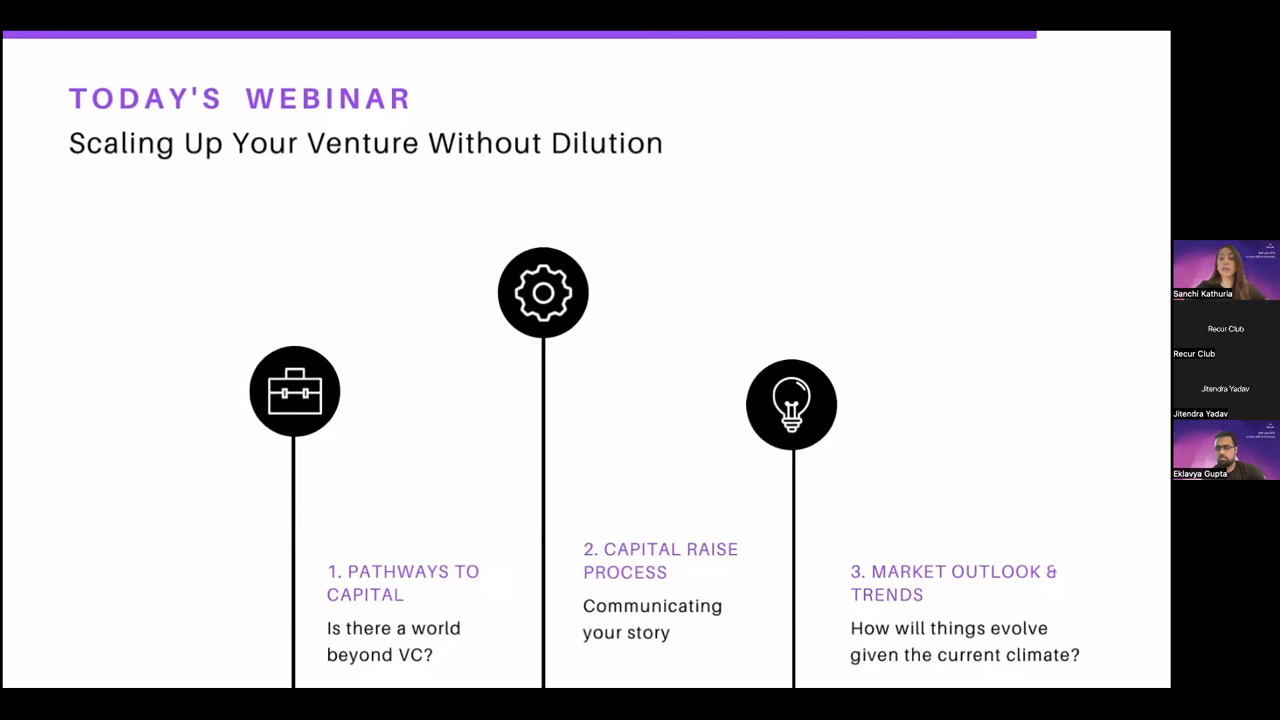 TODAY'S WEBINAR
Scaling Up Your Venture Without Dilution
1. PATHWAYS TO
CAPITAL
Is there a world
beyond VC?
2. CAPITAL RAISE
PROCESS
Communicating
your story
3. MARKET OUTLOOK &
TRENDS
How will things evolve
given the current climate?
Sanchi Kathuria
Recur Club
Recur Club
Jitendra Yadav
Jitendra Yadav
Eklavya Gupta